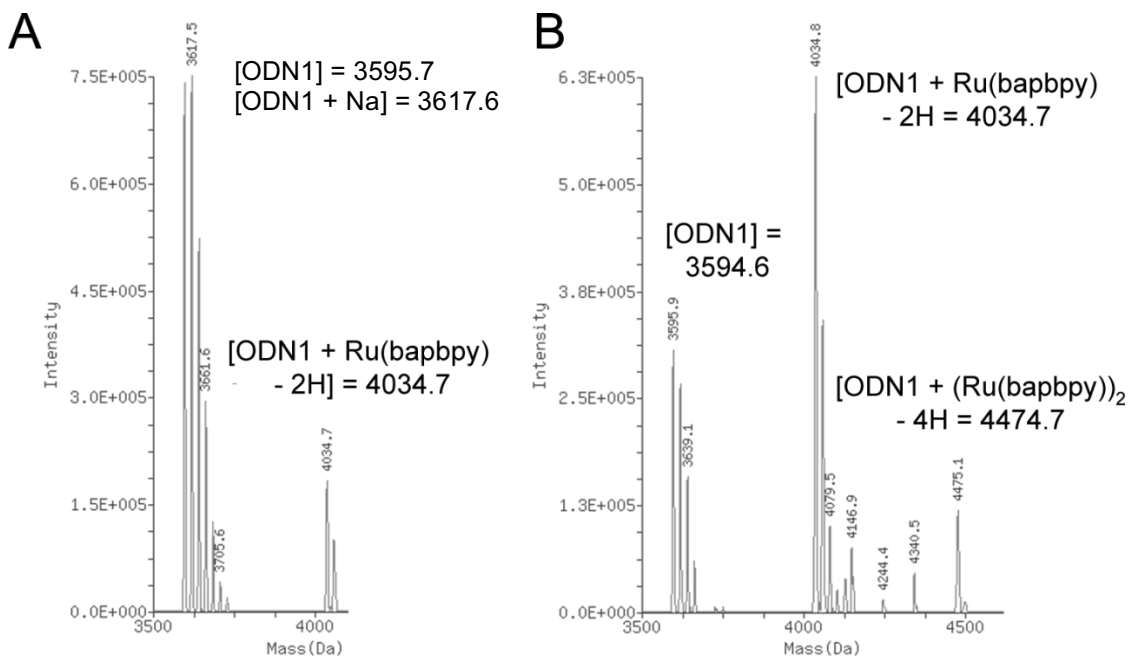 A
3617.5
[ODN1] = 3595.7
[ODN1 + Na] = 3617.6
7.5E+005
6.0E+005
4.5E+005
3.0E+005
1.5E+005
0.0E+000
Intensity
3661.6
[ODN1 + Ru(bapbpy)
- 2H] = 4034.7
4034.7
3705.6
3500
4000
Mass(Da)
B
4034.8
[ODN1 + Ru(bapbpy)
- 2H = 4034.7
6.3E+005
5.0E+005
3.8E+005
2.5E+005
1.3E+005
0.0E+000
Intensity
[ODN1] =
3594.6
3595.9
3639.1
[ODN1 + (Ru(bapbpy))₂
- 4H = 4474.7
4079.5
4146.9
4244.4
4340.5
4475.1
3500
4000
4500
Mass(Da)